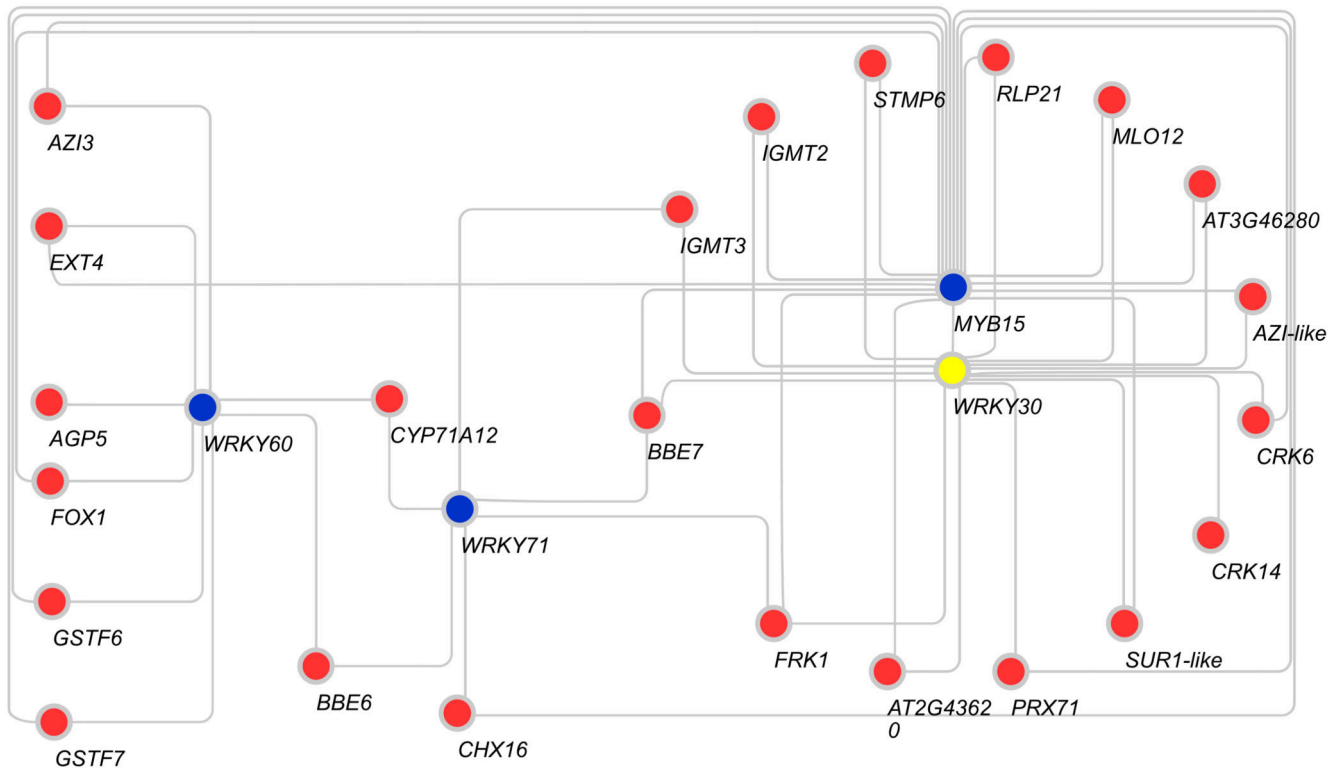 STMP6
RLP21
MLO12
AZI3
IGMT2
AT3G46280
IGMT3
EXT4
MYB15
AZI-like
WRKY30
AGP5
WRKY60
CYP71A12
BBE7
CRK6
FOX1
WRKY71
CRK14
GSTF6
FRK1
SUR1-like
BBE6
AT2G4362
0
PRX71
GSTF7
CHX16